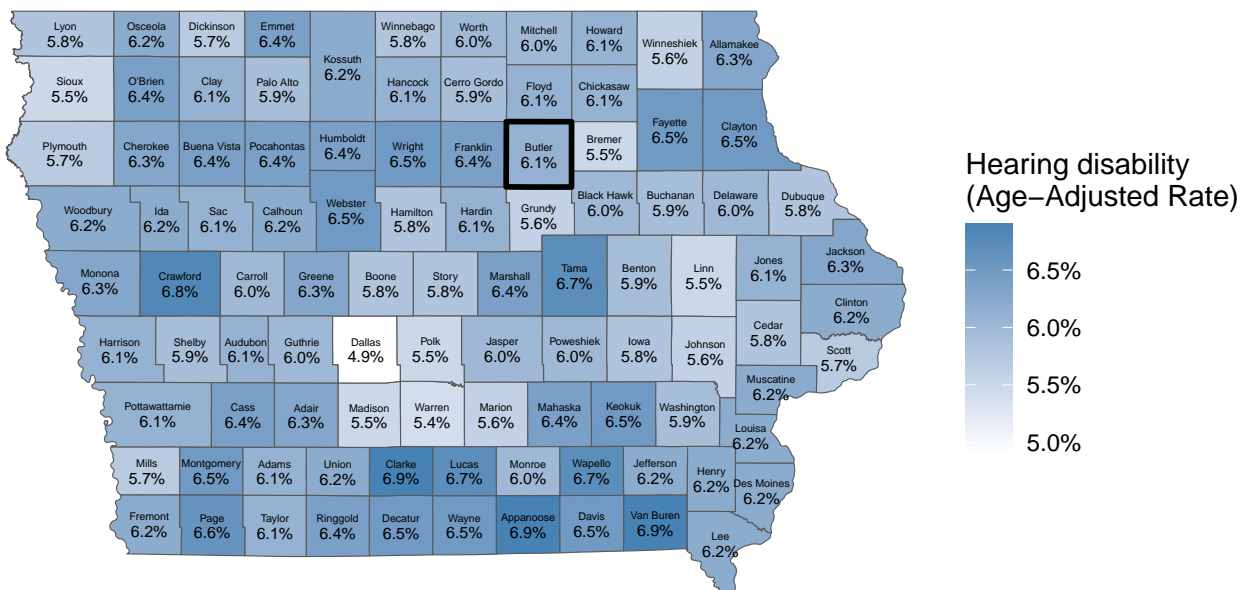 Lyon
5.8%
Osceola
6.2%
Dickinson
5.7%
Emmet
6.4%
Kossuth
6.2%
Winnebago
5.8%
Worth
6.0%
Mitchell
6.0%
Howard
6.1%
Winneshiek
5.6%
Allamakee
6.3%
Sioux
5.5%
O'Brien
6.4%
Clay
6.1%
Palo Alto
5.9%
Hancock
6.1%
Cerro Gordo
5.9%
Floyd
6.1%
Chickasaw
6.1%
Plymouth
5.7%
Cherokee
6.3%
Buena Vista
6.4%
Pocahontas
6.4%
Humboldt
6.4%
Wright
6.5%
Franklin
6.4%
Butler
6.1%
Bremer
5.5%
Fayette
6.5%
Clayton
6.5%
Woodbury
6.2%
Ida
6.2%
Sac
6.1%
Calhoun
6.2%
Webster
6.5%
Hamilton
5.8%
Hardin
6.1%
Grundy
5.6%
Black Hawk
6.0%
Buchanan
5.9%
Delaware
6.0%
Dubuque
5.8%
Monona
6.3%
Crawford
6.8%
Carroll
6.0%
Greene
6.3%
Boone
5.8%
Story
5.8%
Marshall
6.4%
Tama
6.7%
Benton
5.9%
Linn
5.5%
Jones
6.1%
Jackson
6.3%
Clinton
6.2%
Harrison
6.1%
Shelby
5.9%
Audubon
6.1%
Guthrie
6.0%
Dallas
4.9%
Polk
5.5%
Jasper
6.0%
Poweshiek
6.0%
Iowa
5.8%
Johnson
5.6%
Cedar
5.8%
Scott
5.7%
Muscatine
6.2%
Pottawattamie
6.1%
Cass
6.4%
Adair
6.3%
Madison
5.5%
Warren
5.4%
Marion
5.6%
Mahaska
6.4%
Keokuk
6.5%
Washington
5.9%
Louisa
6.2%
Mills
5.7%
Montgomery
6.5%
Adams
6.1%
Union
6.2%
Clarke
6.9%
Lucas
6.7%
Monroe
6.0%
Wapello
6.7%
Jefferson
6.2%
Henry
6.2%
Des Moines
6.2%
Fremont
6.2%
Page
6.6%
Taylor
6.1%
Ringgold
6.4%
Decatur
6.5%
Wayne
6.5%
Appanoose
6.9%
Davis
6.5%
Van Buren
6.9%
Lee
6.2%
Hearing disability
(Age−Adjusted Rate)
6.5%
6.0%
5.5%
5.0%